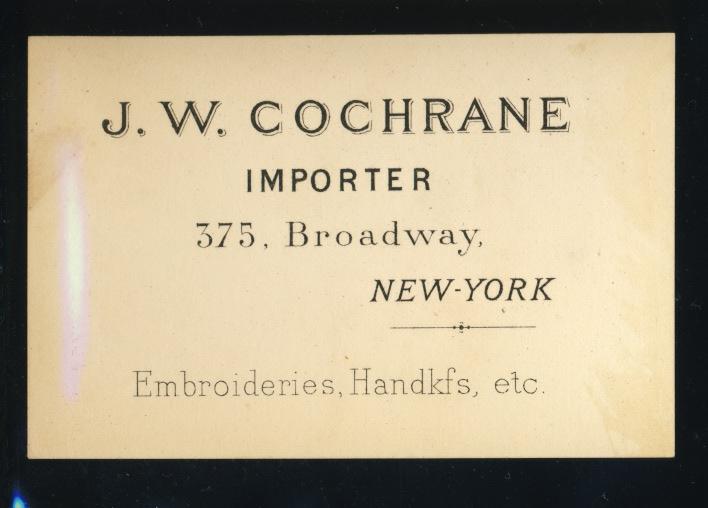 J. W. COCHRANE
IMPORTER
375, Broadway,
NEW-YORK
Embroideries, Handkfs, etc.